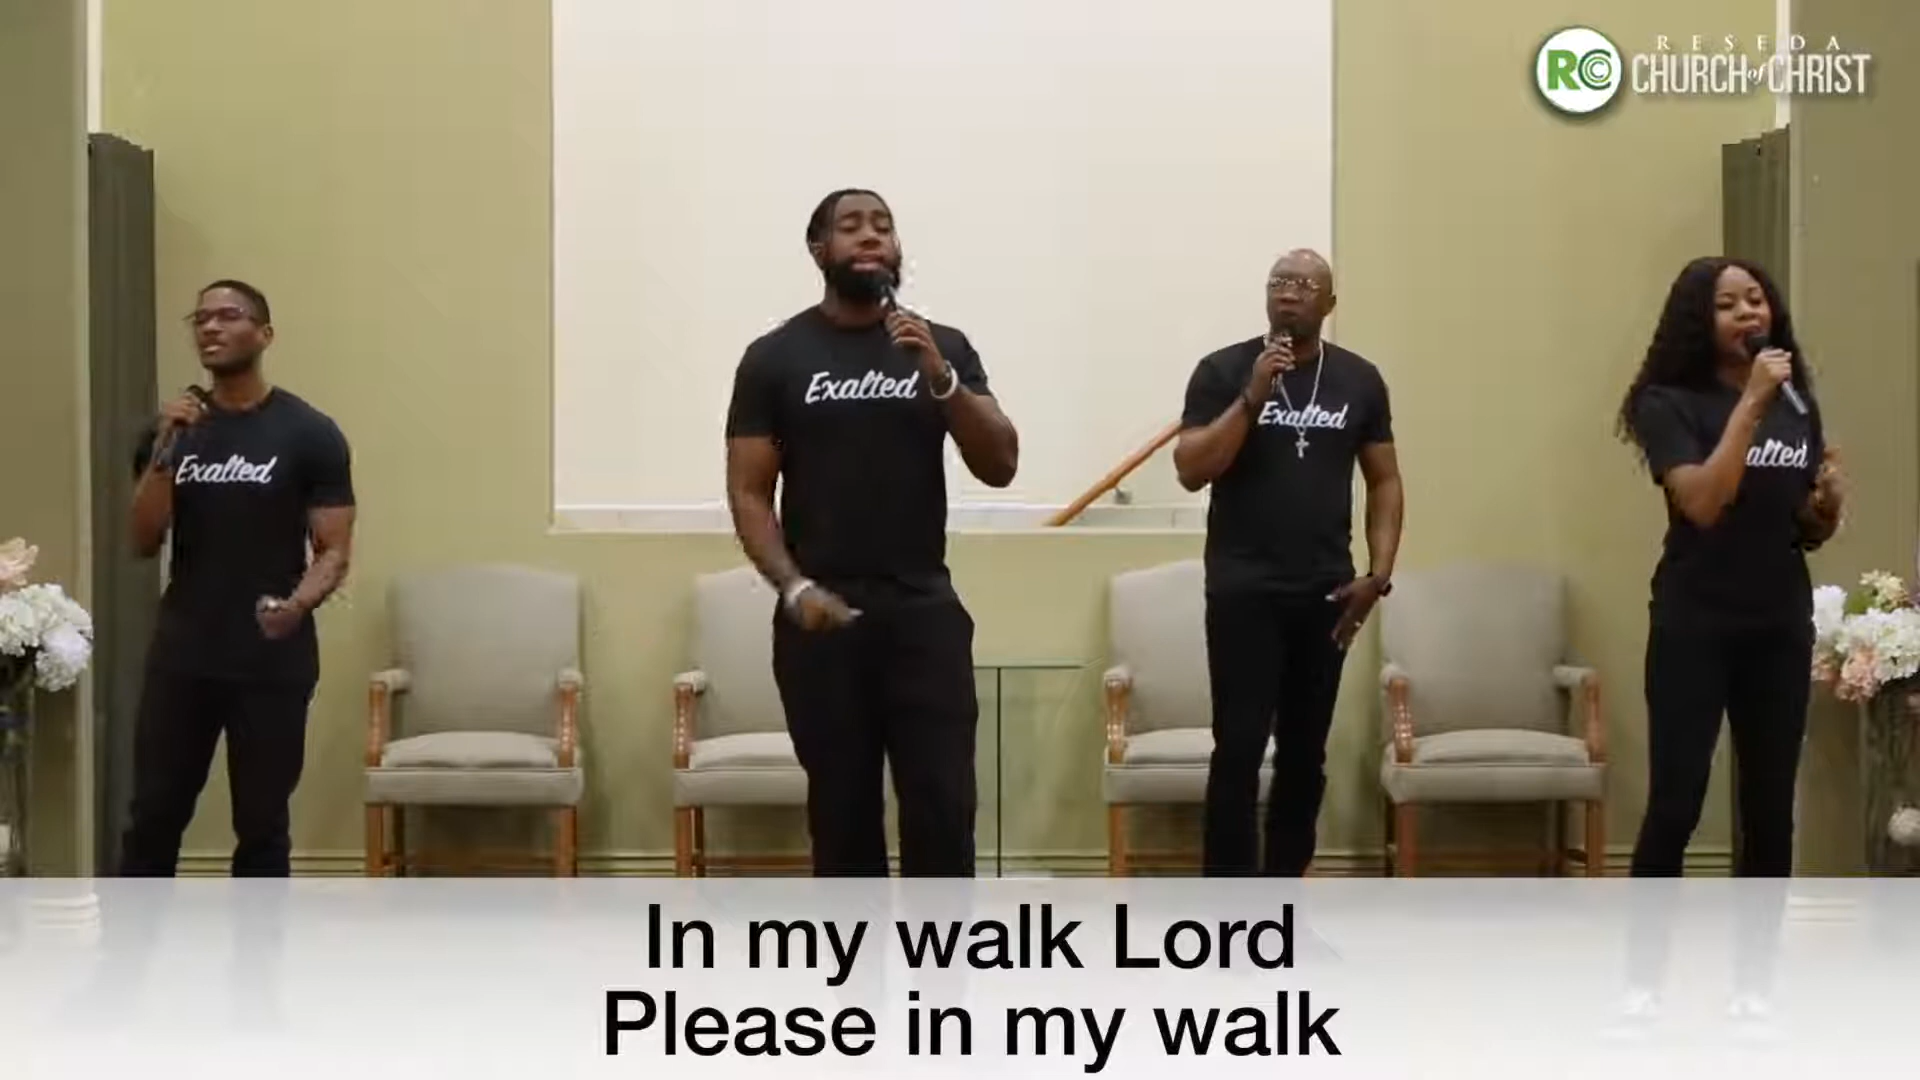 RESEDA
RC CHURCH of CHRIST
Exalted
Exalted
Exalted
alted
In my walk Lord
Please in my walk